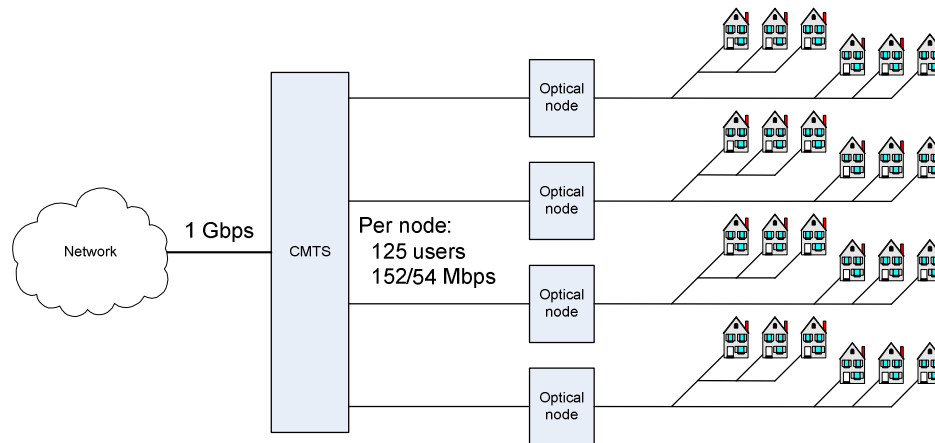 Optical
node
Optical
node
1 Gbps
Network
CMTS
Per node:
125 users
152/54 Mbps
Optical
node
Optical
node